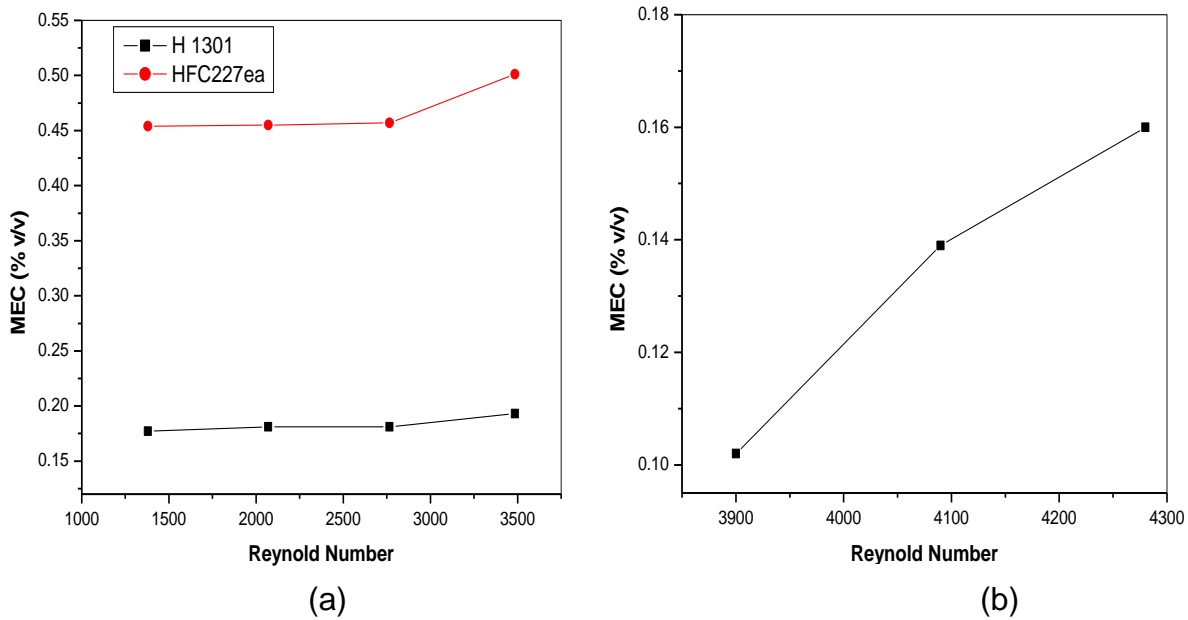 0.55
0.50
0.45
0.40
0.35
0.30
0.25
0.20
0.15
MEC (% v/v)
H 1301
HFC227ea
1000 1500 2000 2500 3000 3500
Reynold Number
(a)
0.18
0.16
0.14
0.12
0.10
MEC (% v/v)
3900 4000 4100 4200 4300
Reynold Number
(b)